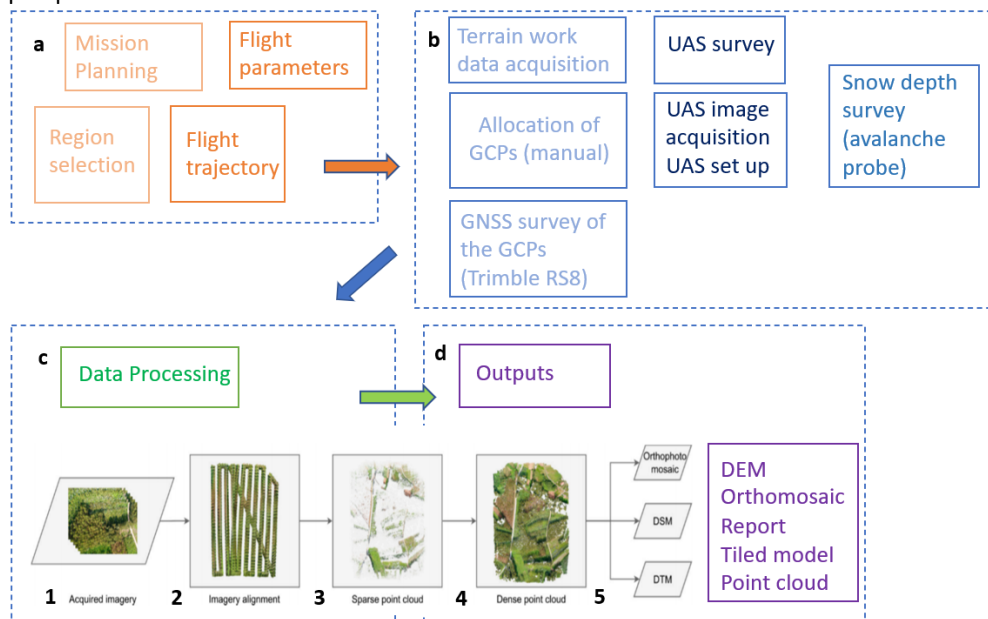 a
Mission
Planning
Flight
parameters
Region
selection
Flight
trajectory
b
Terrain work
data acquisition
UAS survey
Allocation of
GCPs (manual)
UAS image
acquisition
UAS set up
Snow depth
survey
(avalanche
probe)
GNSS survey of
the GCPs
(Trimble RS8)
c
Data Processing
d
Outputs
1 Acquired imagery
2 Imagery alignment
3 Sparse point cloud
4 Dense point cloud
5
Orthophoto
mosaic
DSM
DTM
DEM
Orthomosaic
Report
Tiled model
Point cloud